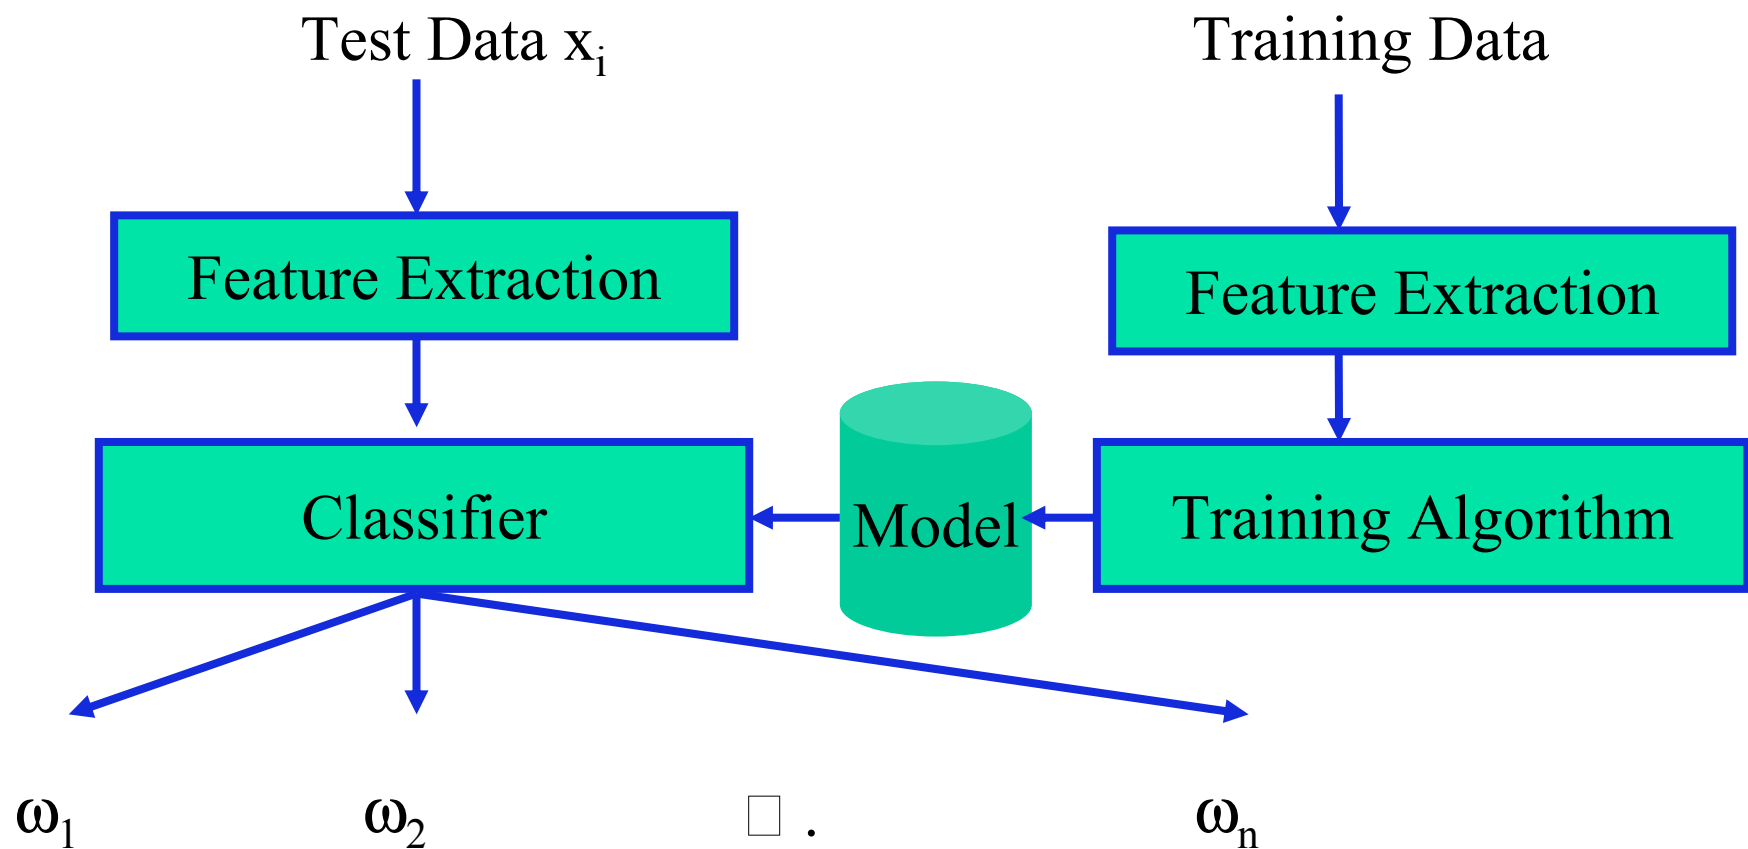 Test Data xi
Training Data
Feature Extraction
Feature Extraction
Classifier
Model
Training Algorithm
ω1 ω2 □ . ωn